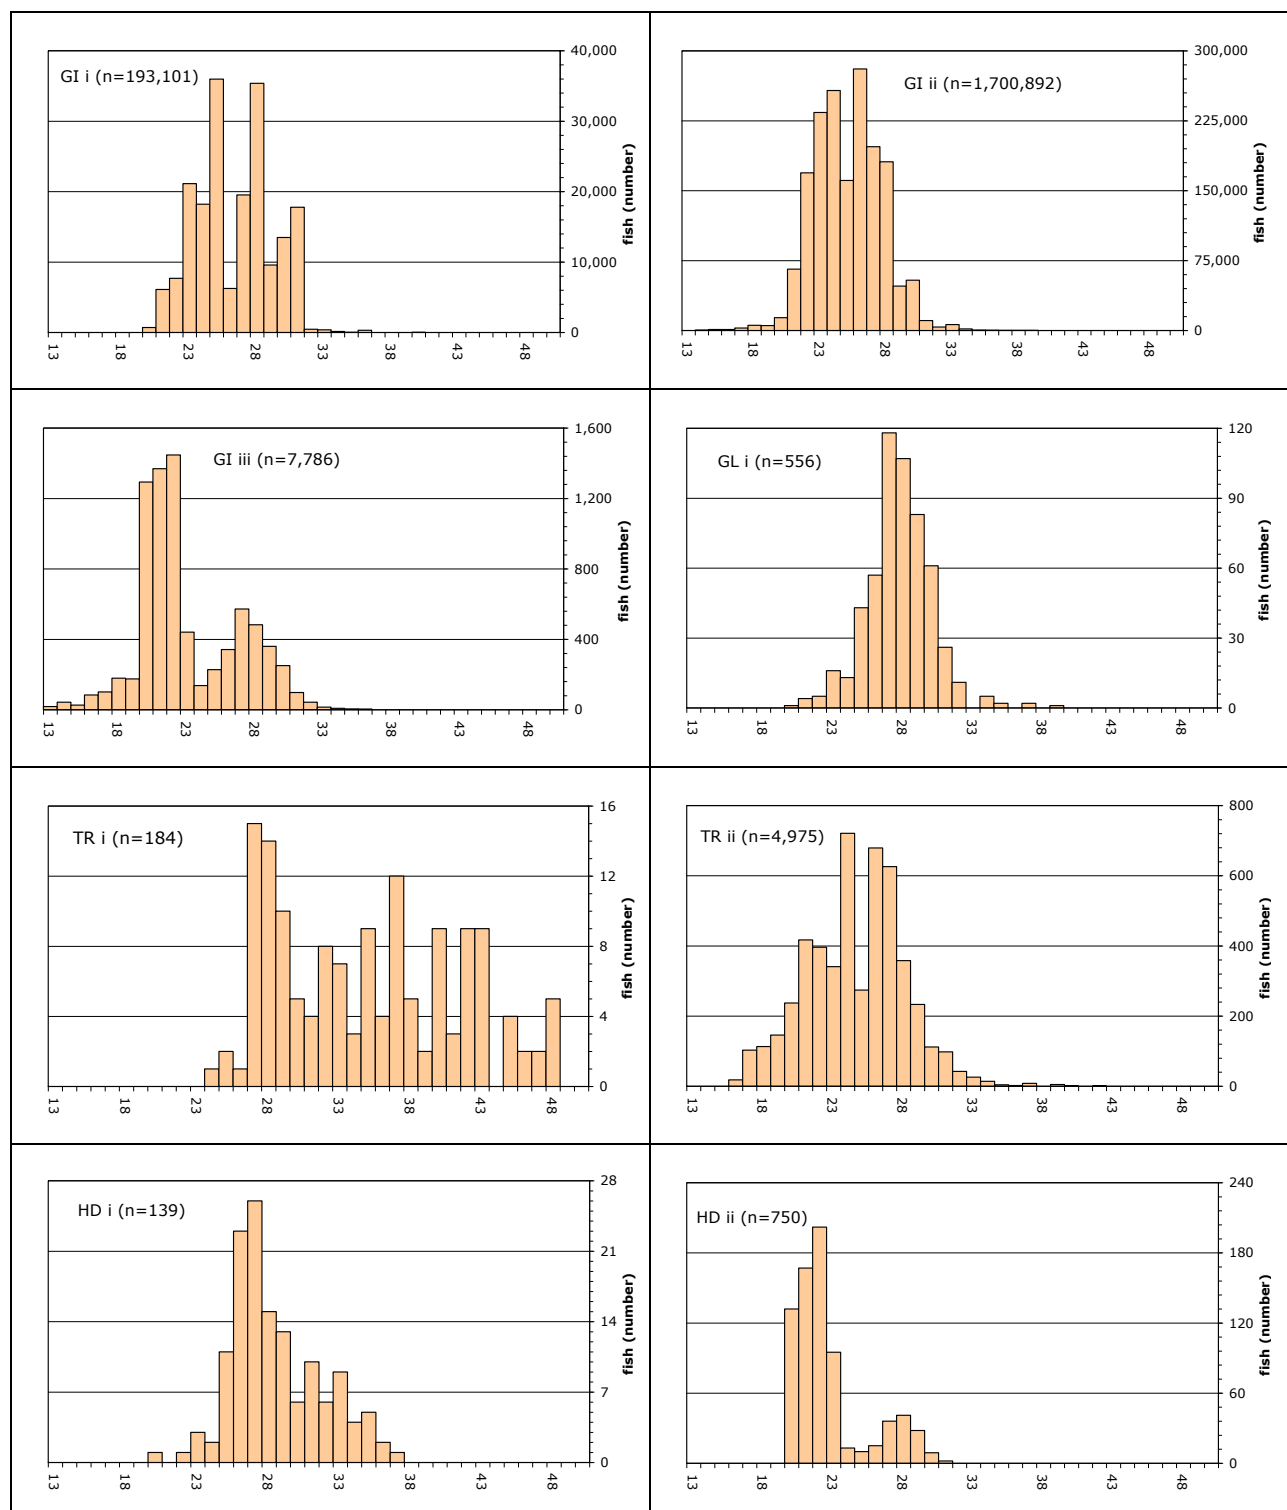 GI i (n=193,101)
40,000
30,000
20,000
10,000
0
fish (number)
13 18 23 28 33 38 43 48
GI ii (n=1,700,892)
300,000
225,000
150,000
75,000
0
fish (number)
13 18 23 28 33 38 43 48
GI iii (n=7,786)
1,600
1,200
800
400
0
fish (number)
13 18 23 28 33 38 43 48
GL i (n=556)
120
90
60
30
0
fish (number)
13 18 23 28 33 38 43 48
TR i (n=184)
16
12
8
4
0
fish (number)
13 18 23 28 33 38 43 48
TR ii (n=4,975)
800
600
400
200
0
fish (number)
13 18 23 28 33 38 43 48
HD i (n=139)
28
21
14
7
0
fish (number)
13 18 23 28 33 38 43 48
HD ii (n=750)
240
180
120
60
0
fish (number)
13 18 23 28 33 38 43 48